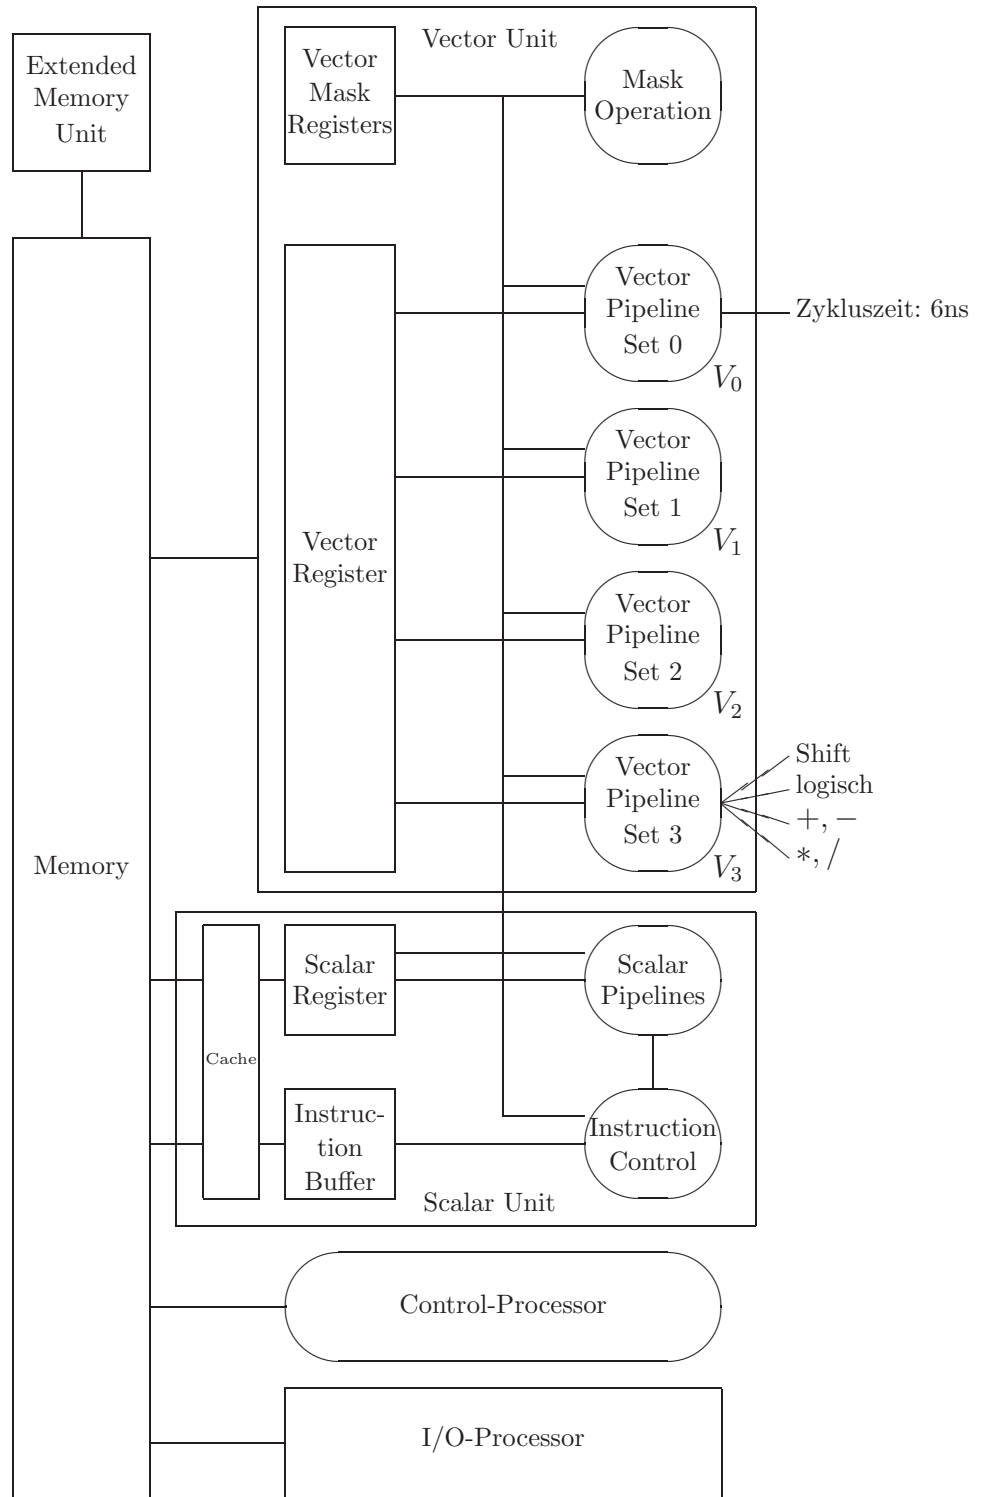 Vector Unit
Extended
Memory
Unit
Vector
Mask
Registers
Mask
Operation
Vector
Pipeline
Set 0
V₀
Zykluszeit: 6ns
Vector
Pipeline
Set 1
V₁
Vector
Register
Vector
Pipeline
Set 2
V₂
Vector
Pipeline
Set 3
V₃
Shift
logisch
+, −
*, /
Memory
Scalar
Register
Scalar
Pipelines
Cache
Instruc-
tion
Buffer
Instruction
Control
Scalar Unit
Control-Processor
I/O-Processor